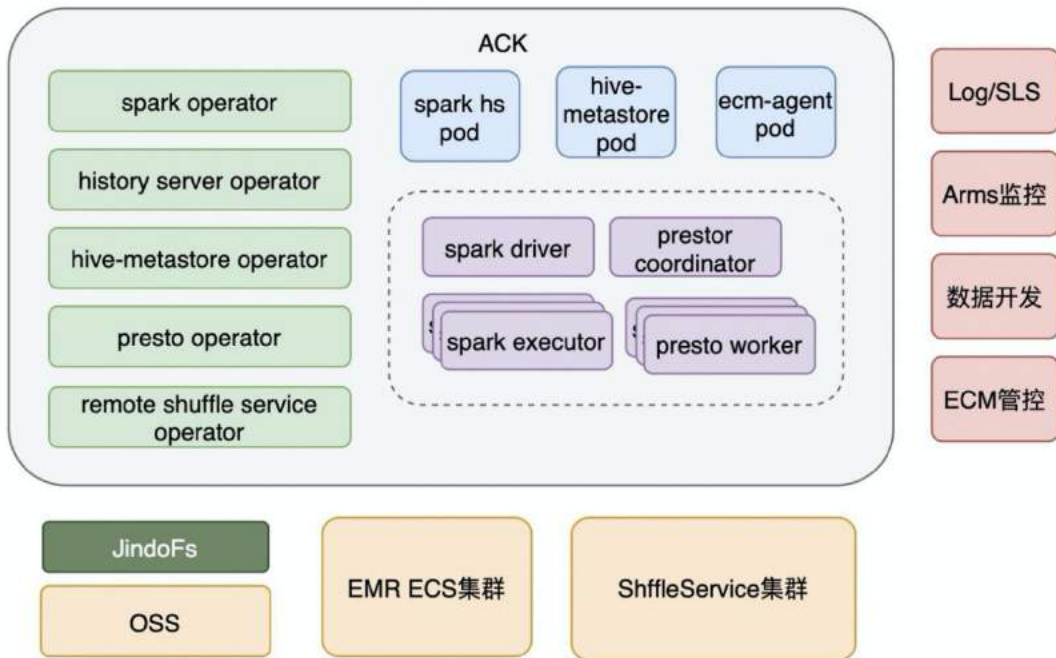 ACK
spark operator
history server operator
hive-metastore operator
presto operator
remote shuffle service
operator
spark hs
pod
hive-
metastore
pod
ecm-agent
pod
spark driver
prestor
coordinator
spark executor
presto worker
Log/SLS
Arms监控
数据开发
ECM管控
JindoFs
OSS
EMR ECS集群
ShffleService集群